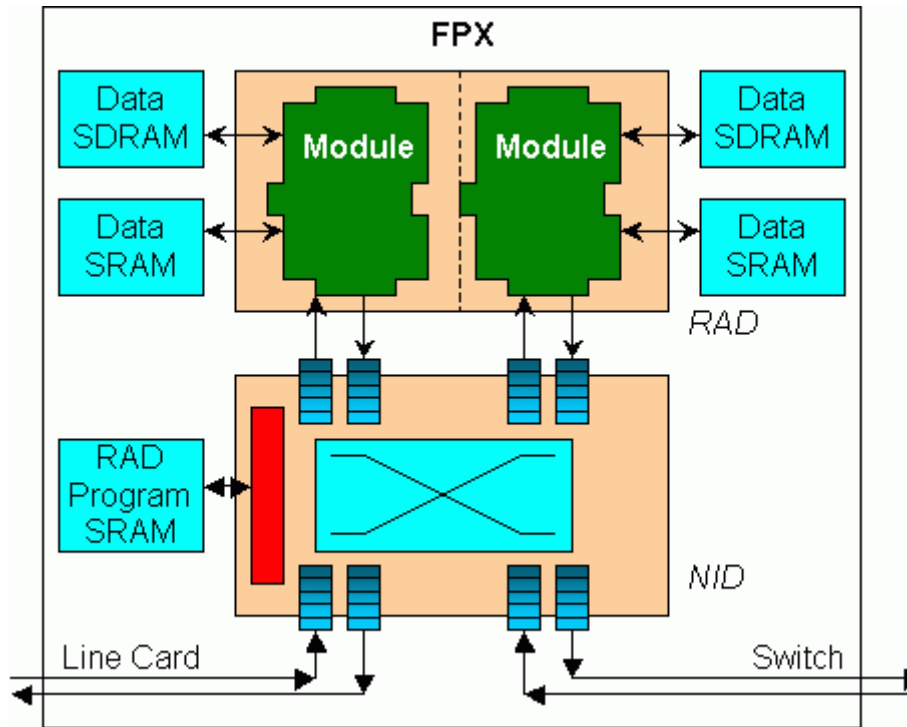 FPX
Data
SDRAM
Module
Module
Data
SDRAM
Data
SRAM
Data
SRAM
RAD
RAD
Program
SRAM
NID
Line Card
Switch